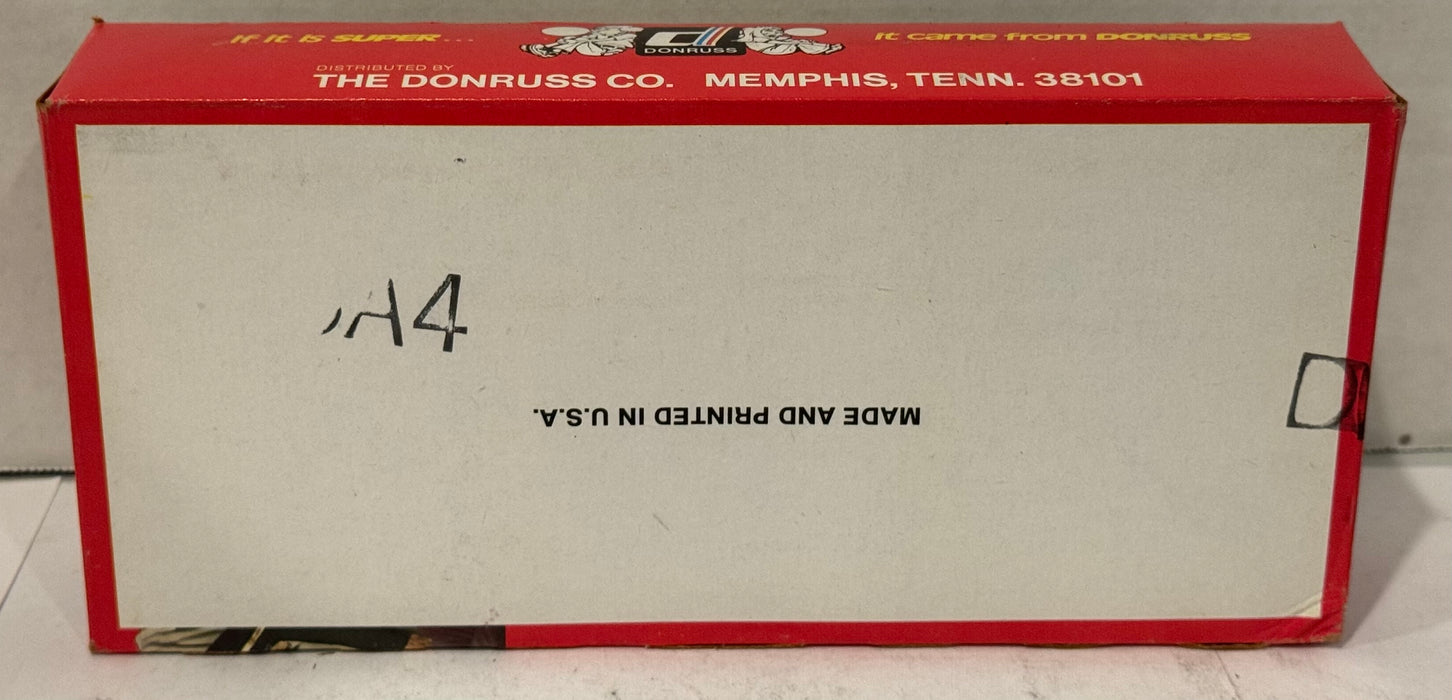 If it is SUPER...
DONRUSS
It came from DONRUSS
DISTRIBUTED BY
THE DONRUSS CO. MEMPHIS, TENN. 38101
A4
D
MADE AND PRINTED IN U.S.A.